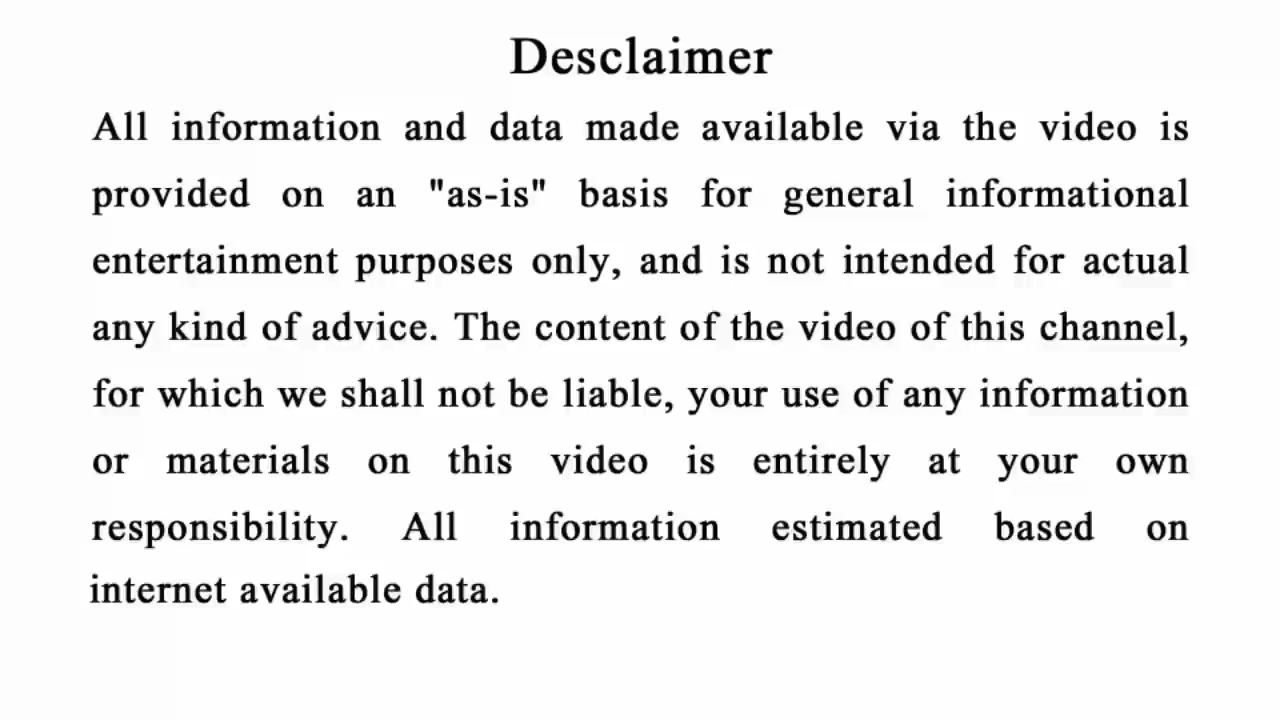 Desclaimer
All information and data made available via the video is
provided on an "as-is" basis for general informational
entertainment purposes only, and is not intended for actual
any kind of advice. The content of the video of this channel,
for which we shall not be liable, your use of any information
or materials on this video is entirely at your own
responsibility. All information estimated based on
internet available data.